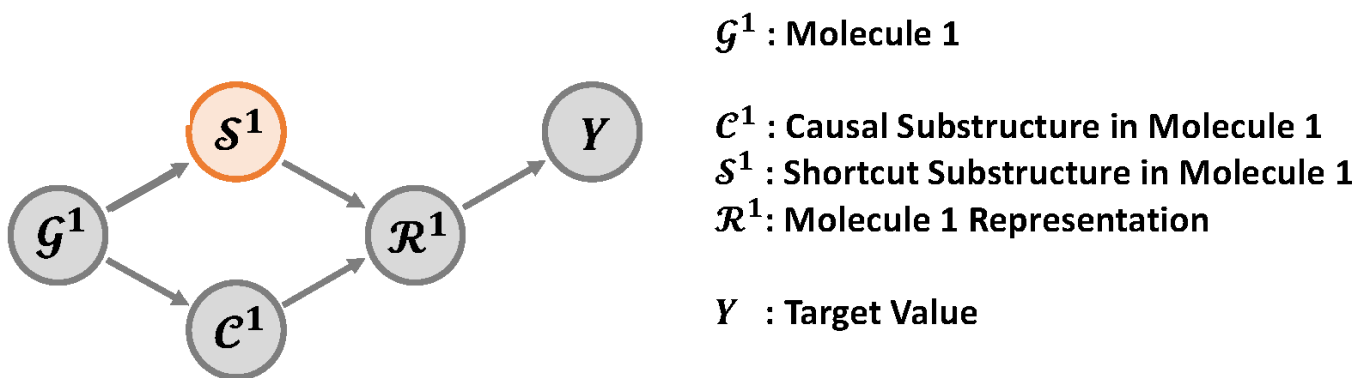 𝒢¹ : Molecule 1
𝒮¹
Y
𝒞¹ : Causal Substructure in Molecule 1
𝒮¹ : Shortcut Substructure in Molecule 1
𝒢¹
ℛ¹
ℛ¹: Molecule 1 Representation
𝒞¹
Y : Target Value